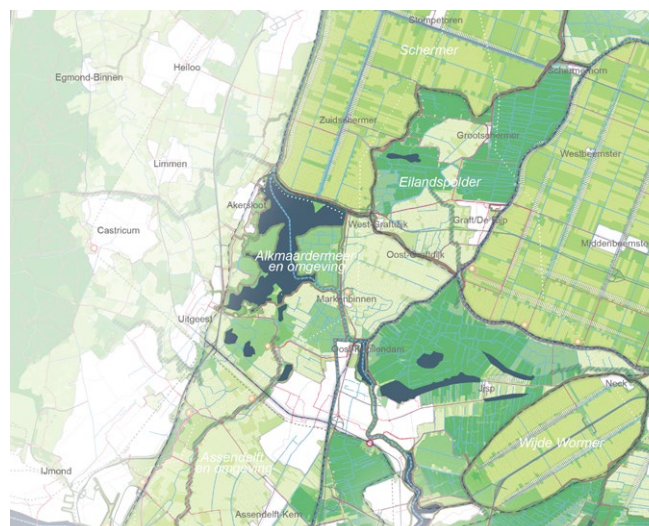 Stompetoren
Schermer
Heiloo
Schermerhorn
Egmond-Binnen
Zuidschermer
Grootschermer
Westbeemster
Limmen
Eilandspolder
Akersloot
West-Graftdijk
Graft/De Rijp
Castricum
Middenbeemster
Oost-Graftdijk
Alkmaardermeer
en omgeving
Markenbinnen
Uitgeest
Jisp
Neck
Wijde Wormer
Assendelft
en omgeving
IJmond
Assendelft Kern